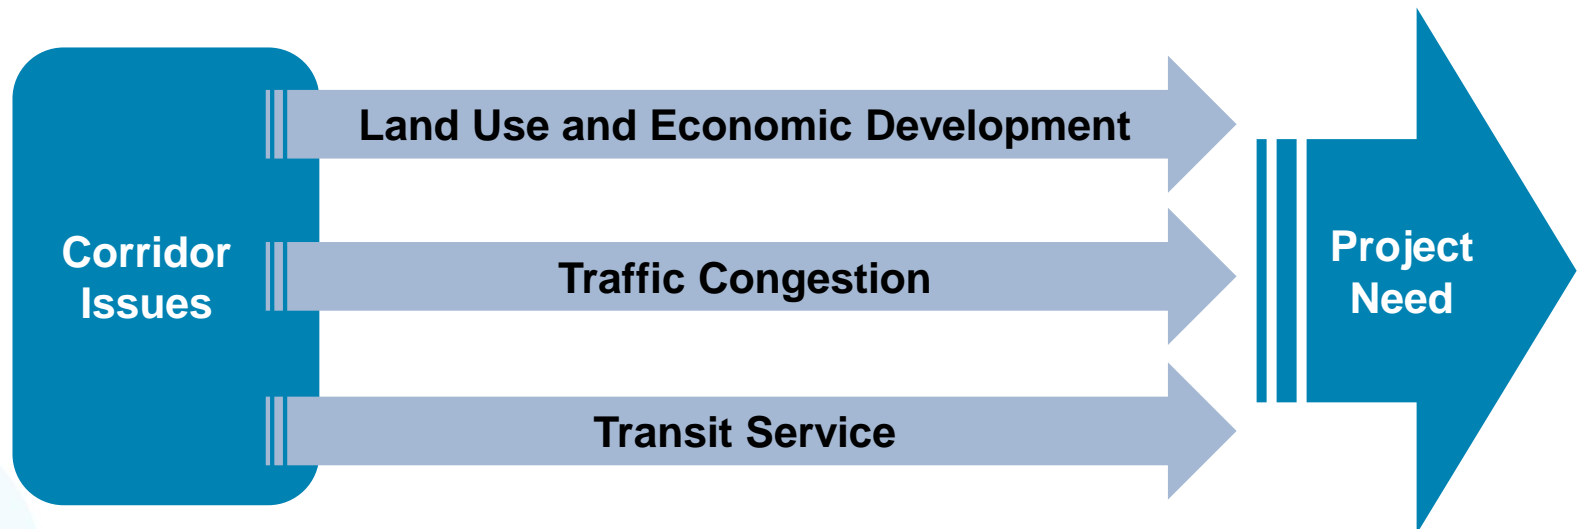 Corridor
Issues
Land Use and Economic Development
Traffic Congestion
Transit Service
Project
Need